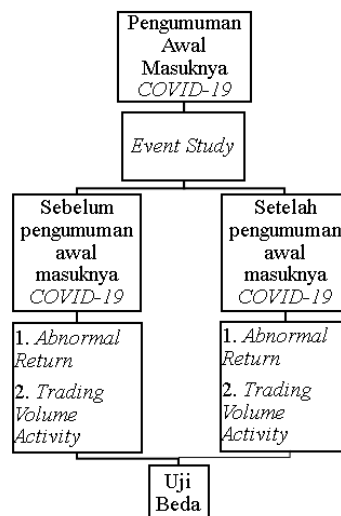 Pengumuman
Awal
Masuknya
COVID-19
Event Study
Sebelum
pengumuman
awal
masuknya
COVID-19
Setelah
pengumuman
awal
masuknya
COVID-19
1. Abnormal
Return
2. Trading
Volume
Activity
1. Abnormal
Return
2. Trading
Volume
Activity
Uji
Beda